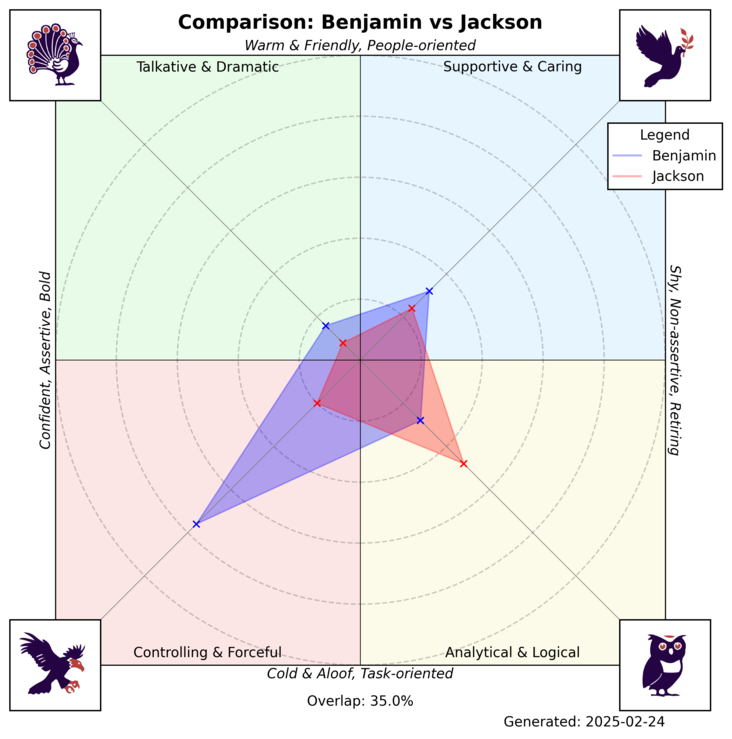 Comparison: Benjamin vs Jackson
Warm & Friendly, People-oriented
Talkative & Dramatic
Supportive & Caring
Legend
Benjamin
Jackson
Confident, Assertive, Bold
Shy, Non-assertive, Retiring
Controlling & Forceful
Analytical & Logical
Cold & Aloof, Task-oriented
Overlap: 35.0%
Generated: 2025-02-24